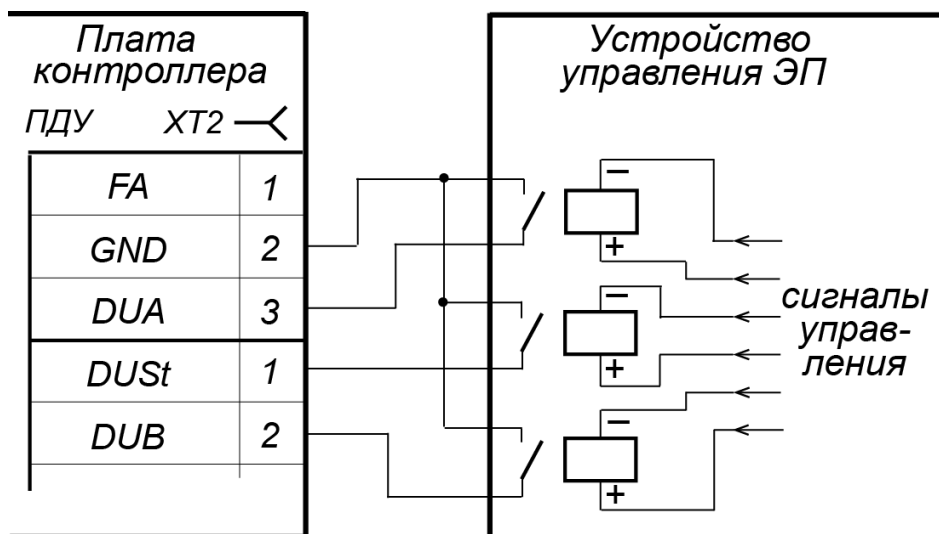 Плата
контроллера
ПДУ XT2
FA 1
GND 2
DUA 3
DUSt 1
DUB 2
Устройство
управления ЭП
−
+
−
+
−
+
сигналы
управ-
ления